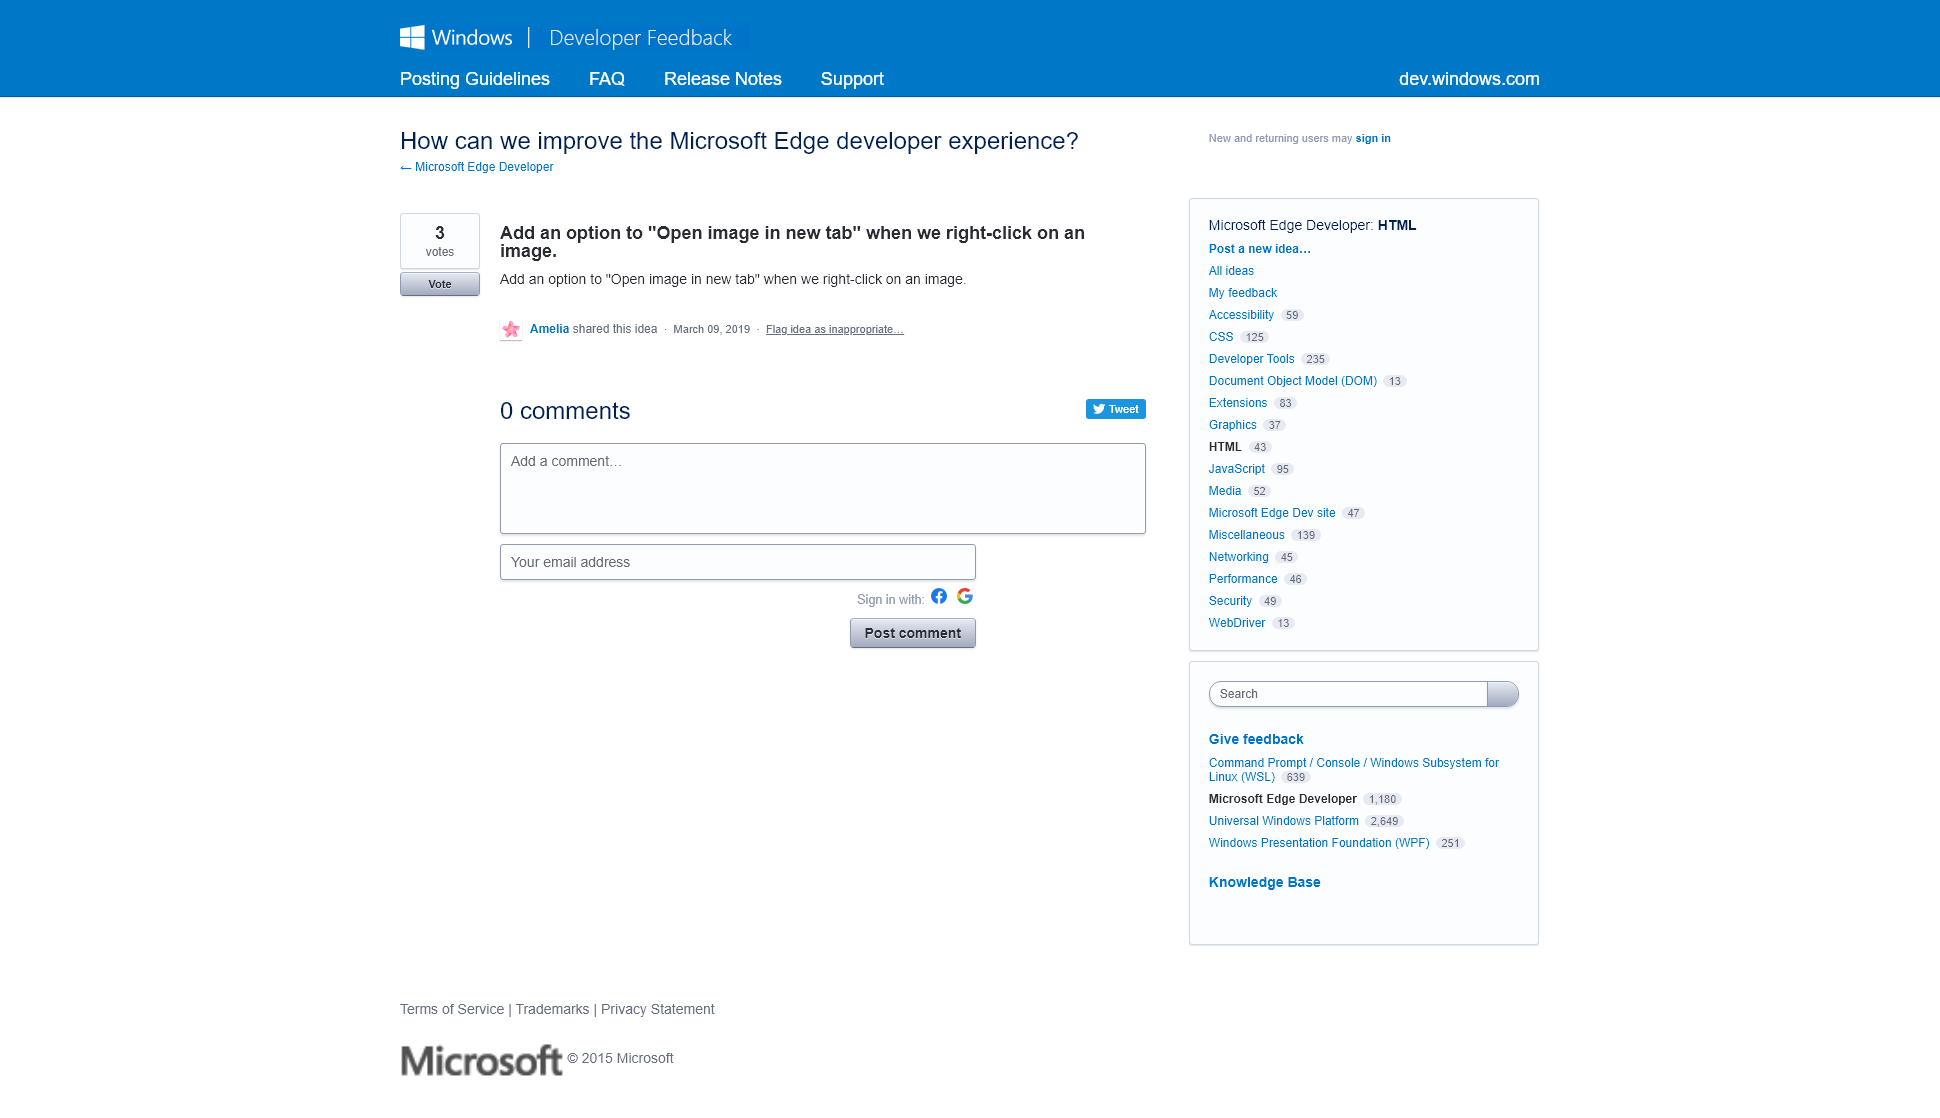 Windows | Developer Feedback
Posting Guidelines FAQ Release Notes Support dev.windows.com
How can we improve the Microsoft Edge developer experience?
← Microsoft Edge Developer
New and returning users may sign in
3
votes
Vote
Add an option to "Open image in new tab" when we right-click on an
image.
Add an option to "Open image in new tab" when we right-click on an image.
Amelia shared this idea · March 09, 2019 · Flag idea as inappropriate…
0 comments
Tweet
Add a comment…
Your email address
Sign in with:
Post comment
Microsoft Edge Developer: HTML
Post a new idea…
All ideas
My feedback
Accessibility 59
CSS 125
Developer Tools 235
Document Object Model (DOM) 13
Extensions 83
Graphics 37
HTML 43
JavaScript 95
Media 52
Microsoft Edge Dev site 47
Miscellaneous 139
Networking 45
Performance 46
Security 49
WebDriver 13
Search
Give feedback
Command Prompt / Console / Windows Subsystem for
Linux (WSL) 639
Microsoft Edge Developer 1,180
Universal Windows Platform 2,649
Windows Presentation Foundation (WPF) 251
Knowledge Base
Terms of Service | Trademarks | Privacy Statement
Microsoft © 2015 Microsoft